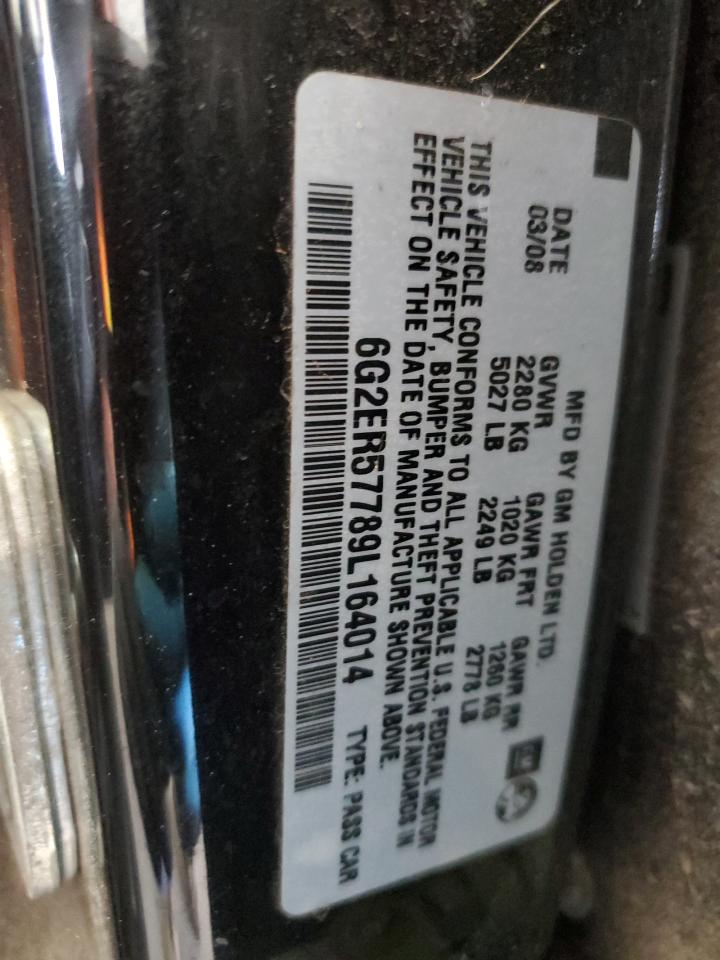 MFD BY GM HOLDEN LTD.
DATE GVWR GAWR FRT GAWR RR
03/08 2280 KG 1020 KG 1260 KG
5027 LB 2249 LB 2778 LB
THIS VEHICLE CONFORMS TO ALL APPLICABLE U.S. FEDERAL MOTOR
VEHICLE SAFETY, BUMPER AND THEFT PREVENTION STANDARDS IN
EFFECT ON THE DATE OF MANUFACTURE SHOWN ABOVE.
6G2ER57789L164014 TYPE: PASS CAR